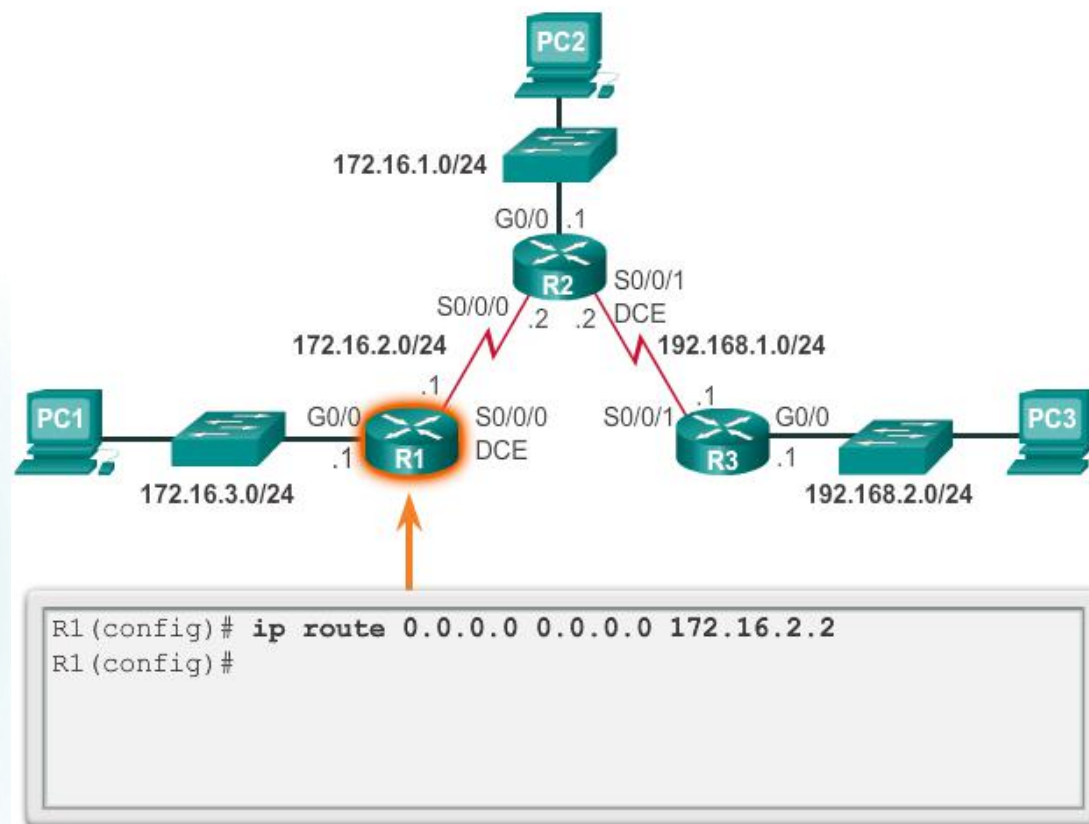 PC2
172.16.1.0/24
G0/0 .1
R2
S0/0/1
DCE
S0/0/0
.2 .2
172.16.2.0/24
192.168.1.0/24
.1
.1
PC1
G0/0
S0/0/0
DCE
S0/0/1
G0/0
PC3
.1
R1
R3
.1
172.16.3.0/24
192.168.2.0/24
R1(config)# ip route 0.0.0.0 0.0.0.0 172.16.2.2
R1(config)#